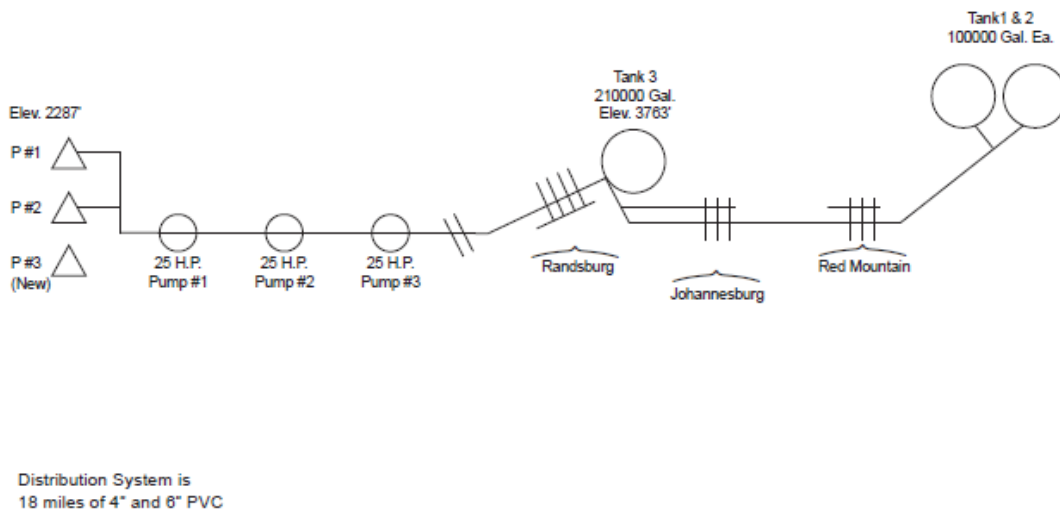 Tank1 & 2
100000 Gal. Ea.
Tank 3
210000 Gal.
Elev. 3763'
Elev. 2287'
P #1
P #2
P #3
(New)
25 H.P.
Pump #1
25 H.P.
Pump #2
25 H.P.
Pump #3
Randsburg
Johannesburg
Red Mountain
Distribution System is
18 miles of 4" and 6" PVC